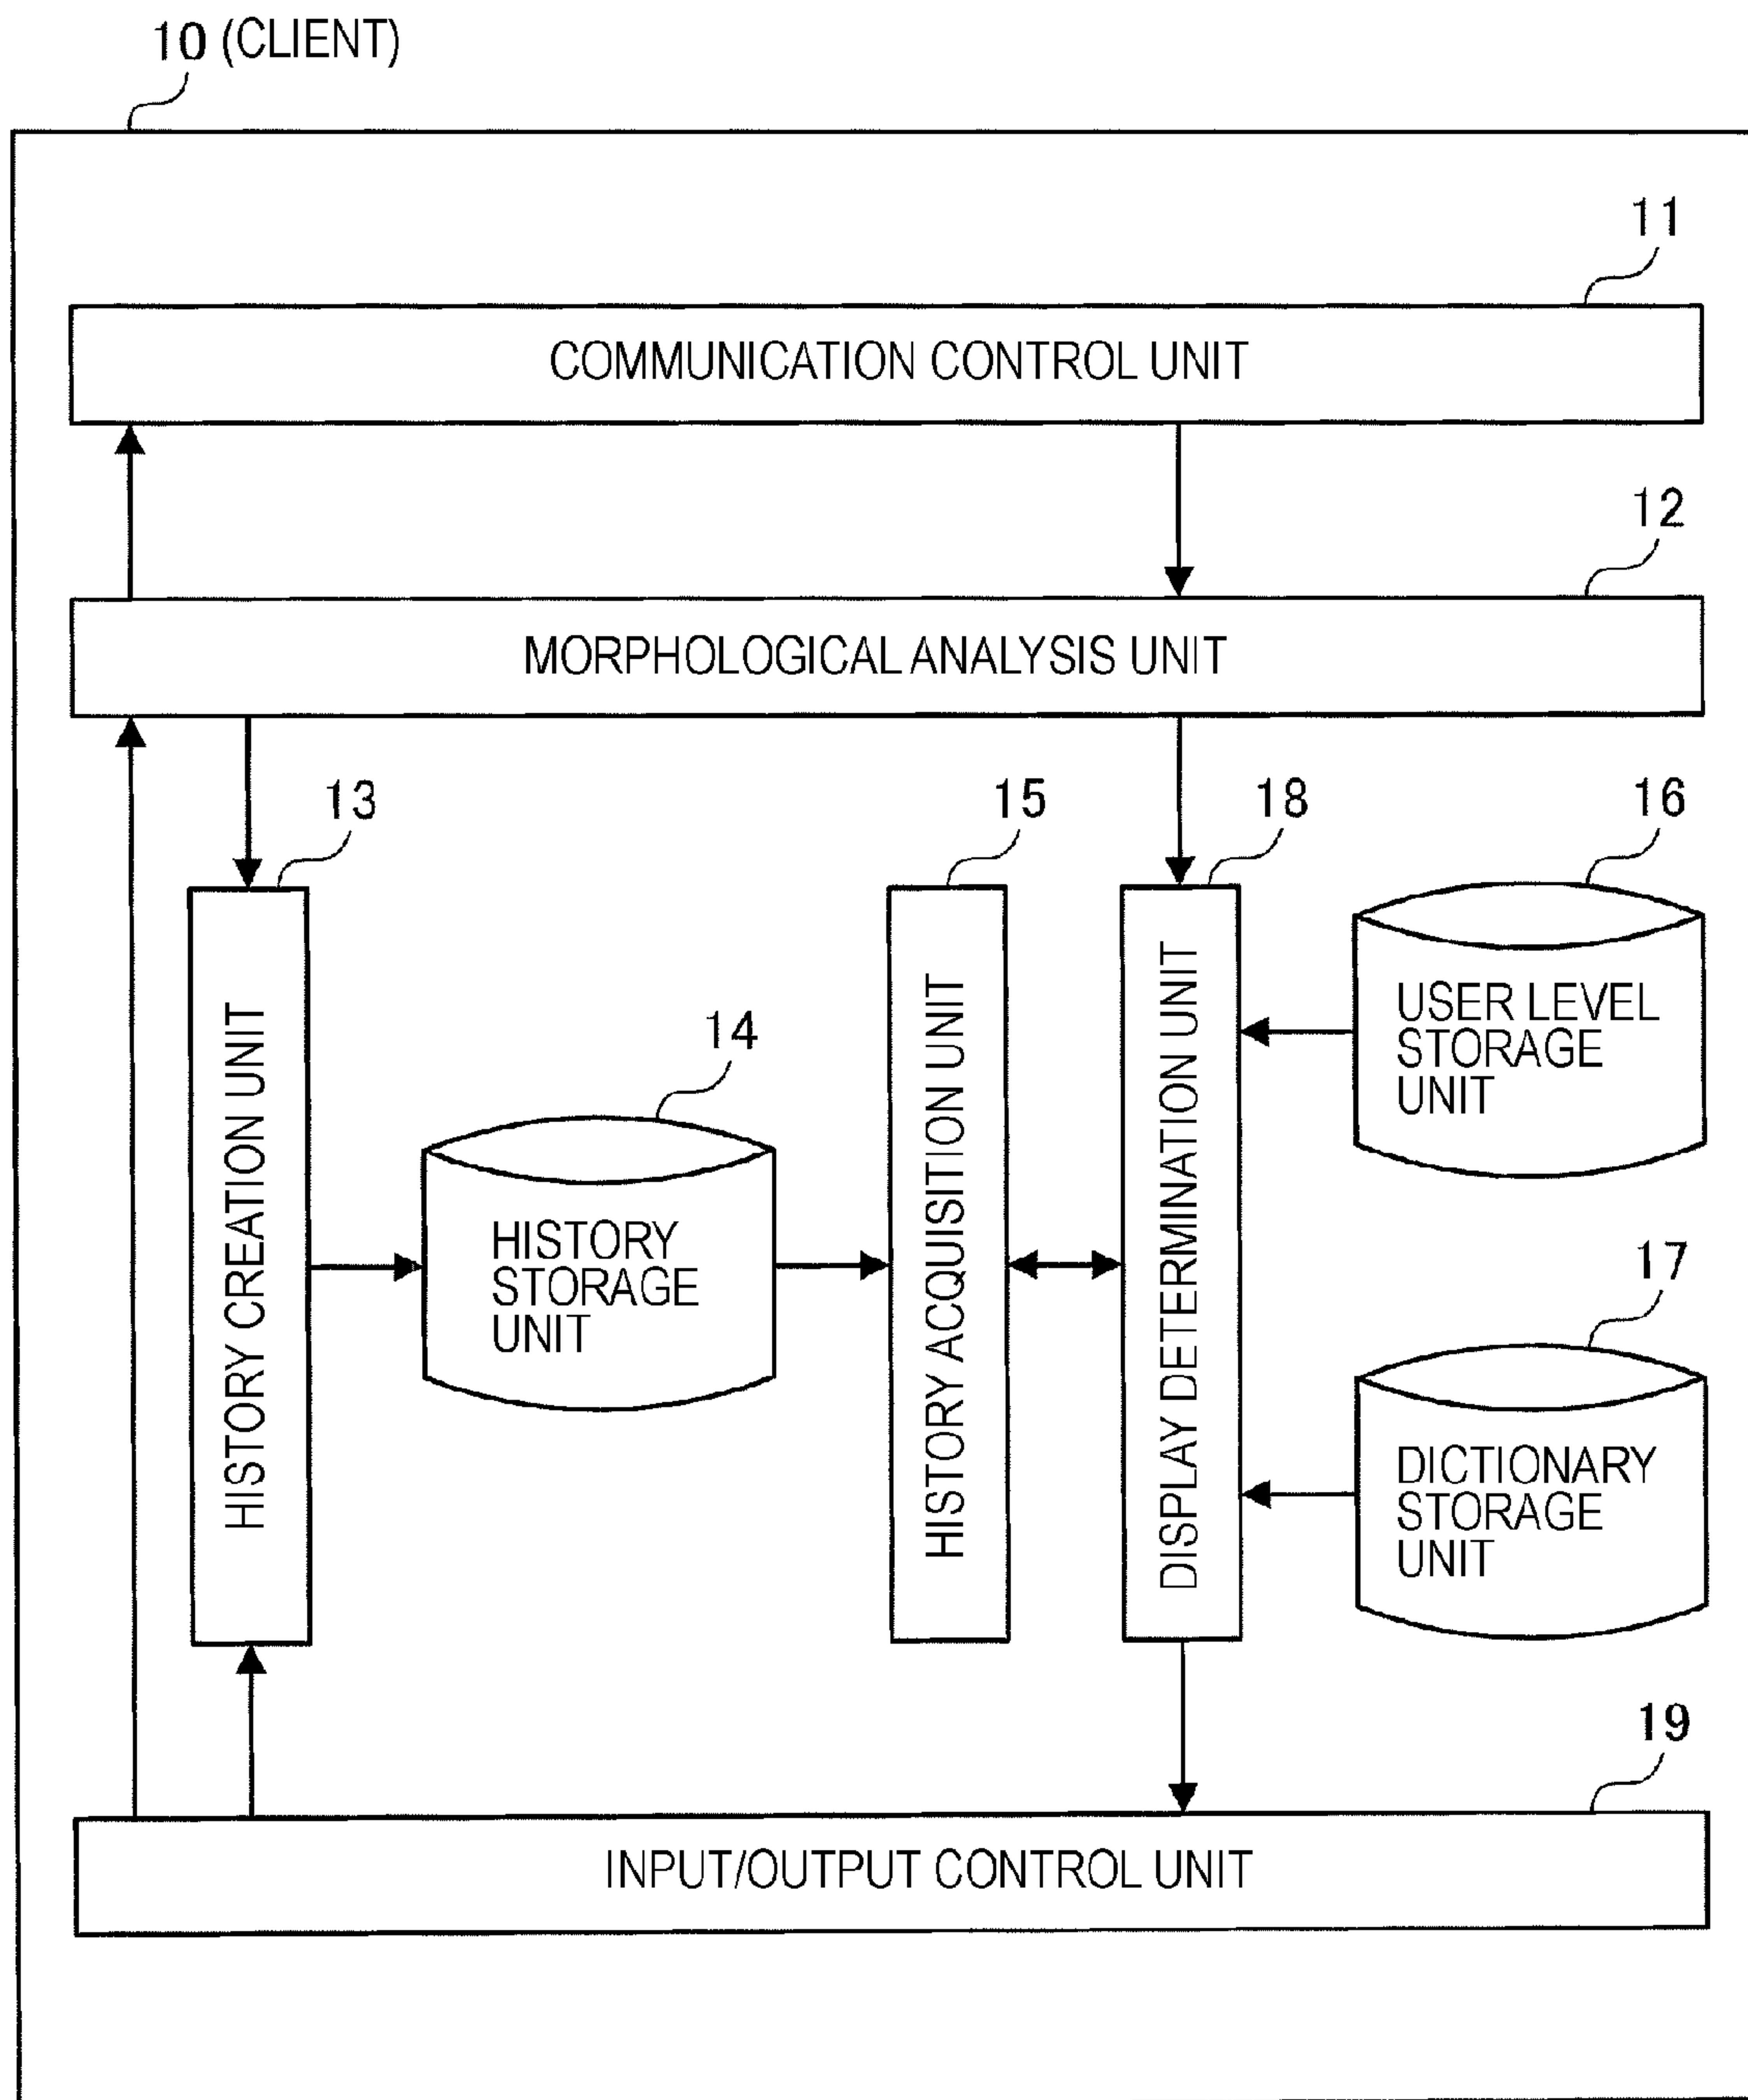 10 (CLIENT)
11
COMMUNICATION CONTROL UNIT
12
MORPHOLOGICAL ANALYSIS UNIT
13
HISTORY CREATION UNIT
14
HISTORY
STORAGE
UNIT
15
HISTORY ACQUISITION UNIT
18
DISPLAY DETERMINATION UNIT
16
USER LEVEL
STORAGE
UNIT
17
DICTIONARY
STORAGE
UNIT
19
INPUT/OUTPUT CONTROL UNIT